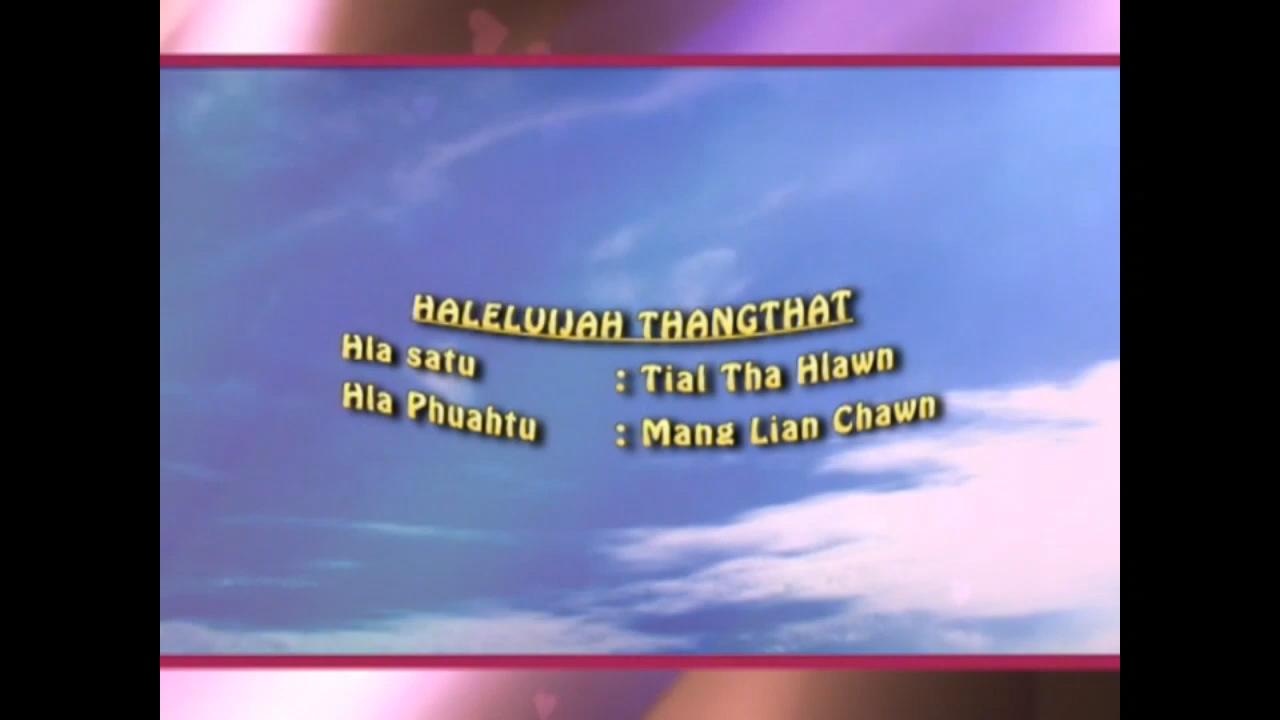 HALELUIJAH THANGTHAT
Hla satu : Tial Tha Hlawn
Hla Phuahtu : Mang Lian Chawn